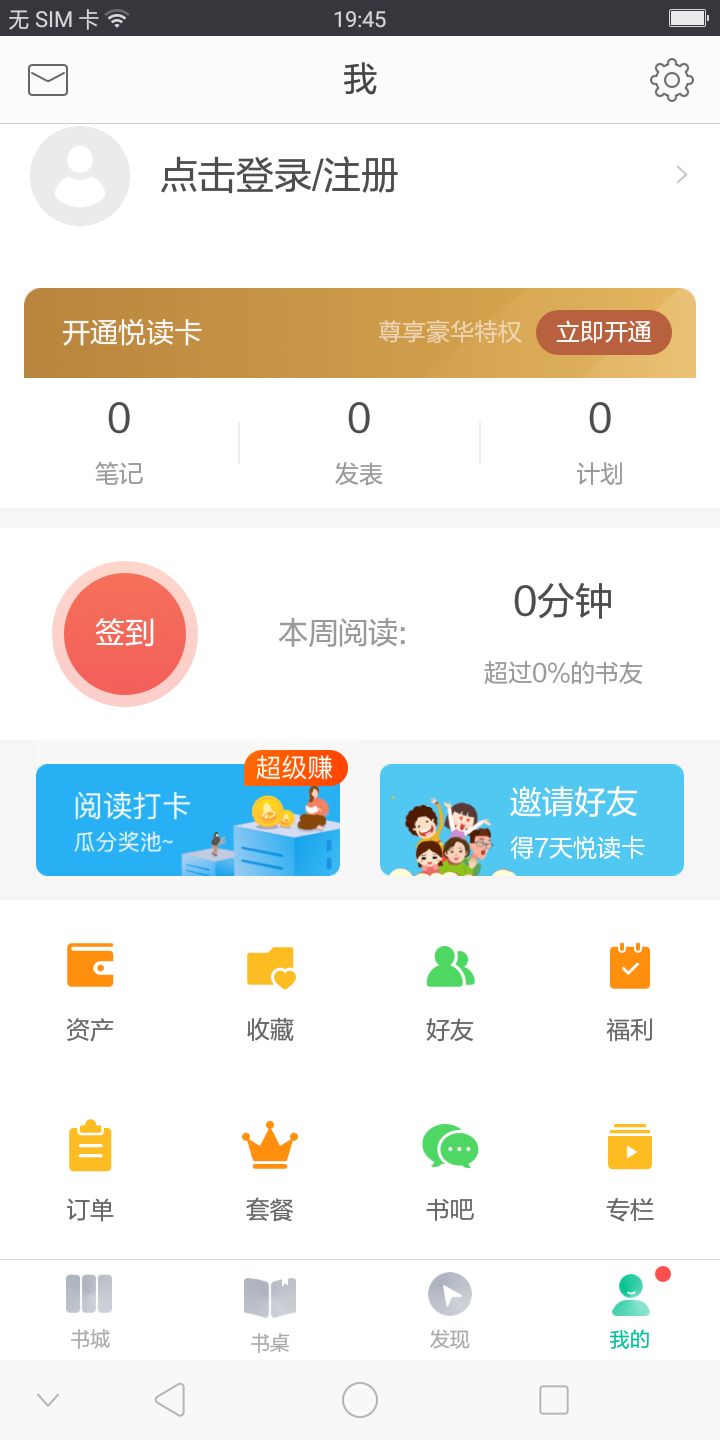 无 SIM 卡
19:45
我
点击登录/注册
开通悦读卡
尊享豪华特权
立即开通
0
0
0
笔记
发表
计划
签到
本周阅读:
0分钟
超过0%的书友
超级赚
阅读打卡
瓜分奖池~
邀请好友
得7天悦读卡
资产
收藏
好友
福利
订单
套餐
书吧
专栏
书城
书桌
发现
我的